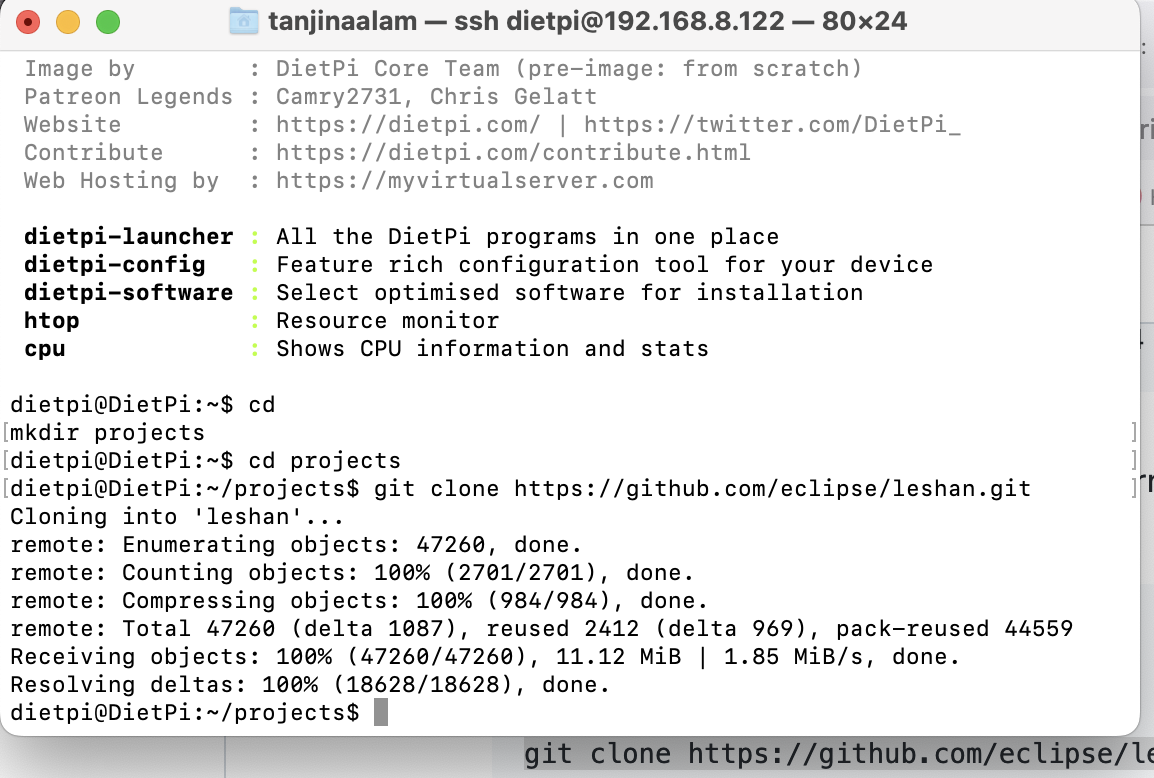 tanjinaalam — ssh dietpi@192.168.8.122 — 80×24
Image by         : DietPi Core Team (pre-image: from scratch)
Patreon Legends : Camry2731, Chris Gelatt
Website          : https://dietpi.com/ | https://twitter.com/DietPi_
Contribute       : https://dietpi.com/contribute.html
Web Hosting by  : https://myvirtualserver.com
dietpi-launcher : All the DietPi programs in one place
dietpi-config   : Feature rich configuration tool for your device
dietpi-software : Select optimised software for installation
htop            : Resource monitor
cpu             : Shows CPU information and stats
dietpi@DietPi:~$ cd
[mkdir projects ]
[dietpi@DietPi:~$ cd projects ]
[dietpi@DietPi:~/projects$ git clone https://github.com/eclipse/leshan.git ]
Cloning into 'leshan'...
remote: Enumerating objects: 47260, done.
remote: Counting objects: 100% (2701/2701), done.
remote: Compressing objects: 100% (984/984), done.
remote: Total 47260 (delta 1087), reused 2412 (delta 969), pack-reused 44559
Receiving objects: 100% (47260/47260), 11.12 MiB | 1.85 MiB/s, done.
Resolving deltas: 100% (18628/18628), done.
dietpi@DietPi:~/projects$
git clone https://github.com/eclipse/le